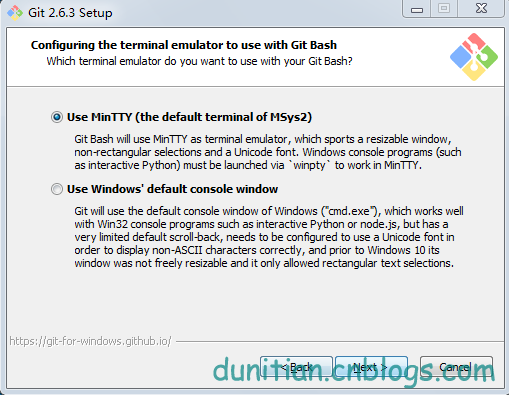 Git 2.6.3 Setup
Configuring the terminal emulator to use with Git Bash
Which terminal emulator do you want to use with your Git Bash?
Use MinTTY (the default terminal of MSys2)
Git Bash will use MinTTY as terminal emulator, which sports a resizable window,
non-rectangular selections and a Unicode font. Windows console programs (such
as interactive Python) must be launched via `winpty` to work in MinTTY.
Use Windows' default console window
Git will use the default console window of Windows ("cmd.exe"), which works well
with Win32 console programs such as interactive Python or node.js, but has a
very limited default scroll-back, needs to be configured to use a Unicode font in
order to display non-ASCII characters correctly, and prior to Windows 10 its
window was not freely resizable and it only allowed rectangular text selections.
https://git-for-windows.github.io/
< Back Next > Cancel
dunitian.cnblogs.com